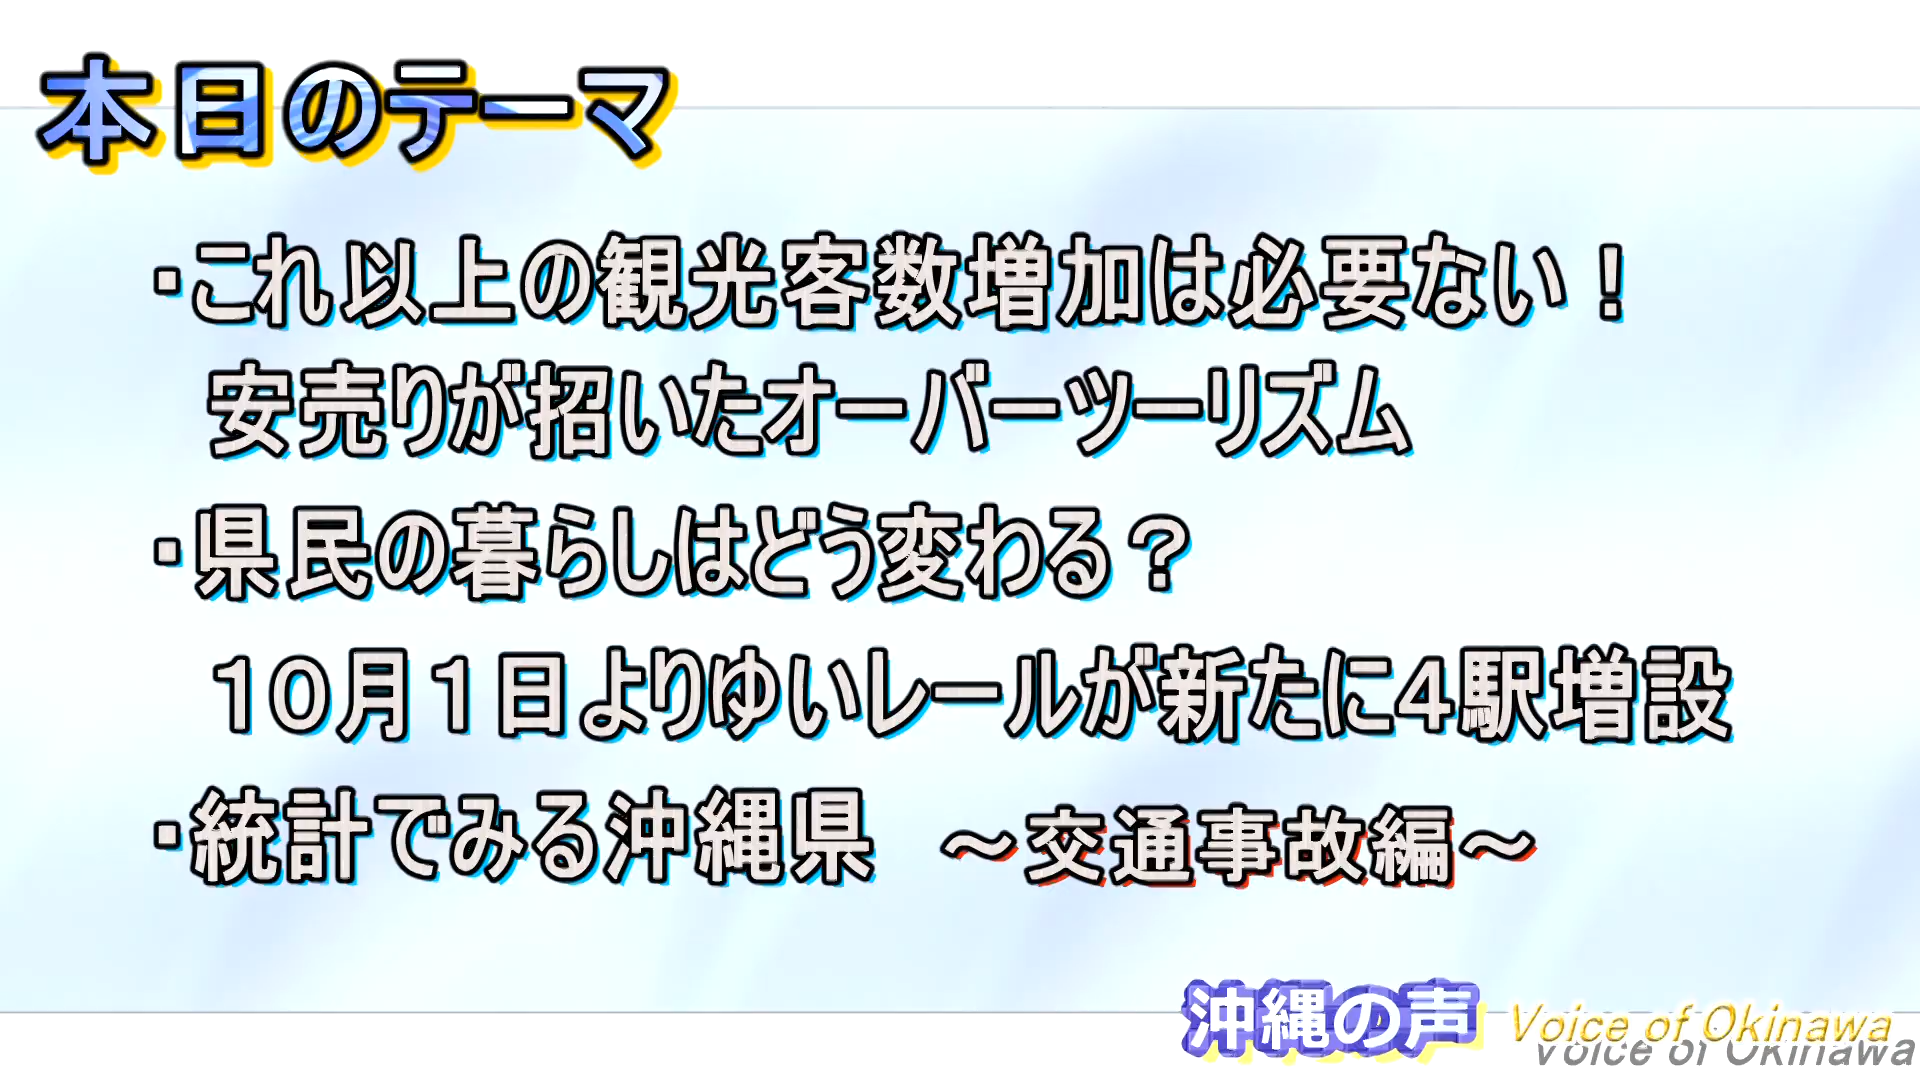 本日のテーマ
・これ以上の観光客数増加は必要ない！
安売りが招いたオーバーツーリズム
・県民の暮らしはどう変わる？
１０月１日よりゆいレールが新たに４駅増設
・統計でみる沖縄県　～交通事故編～
沖縄の声 Voice of Okinawa